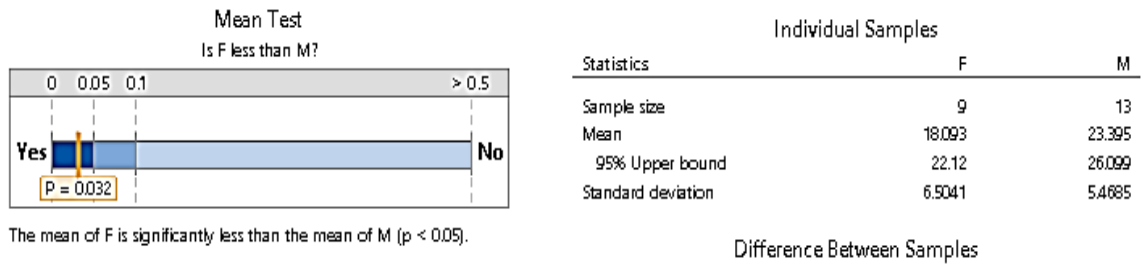 Mean Test
Is F less than M?
0 0.05 0.1 > 0.5
Yes No
P = 0.032
The mean of F is significantly less than the mean of M (p < 0.05).
Individual Samples
Statistics F M
Sample size 9 13
Mean 18.093 23.395
95% Upper bound 22.12 26.099
Standard deviation 6.5041 5.4685
Difference Between Samples